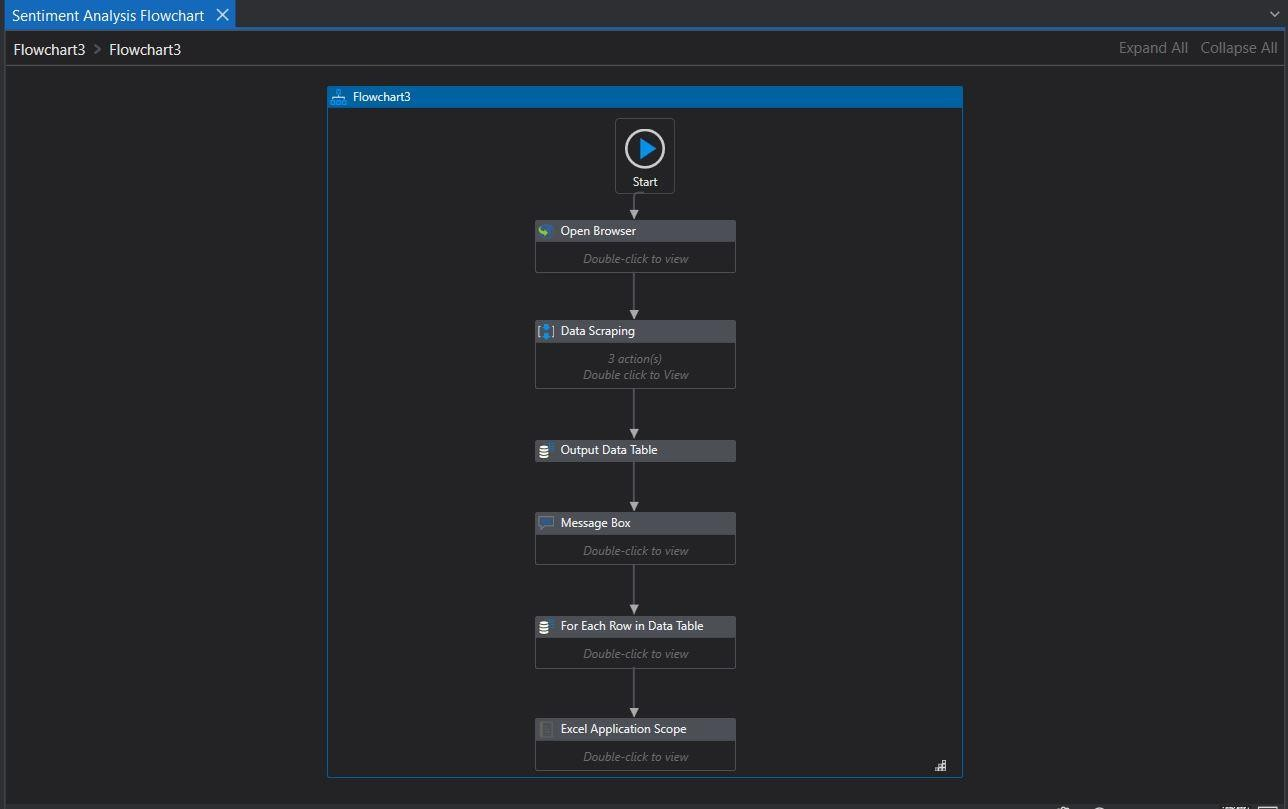 Sentiment Analysis Flowchart
Flowchart3 > Flowchart3
Expand All Collapse All
Flowchart3
Start
Open Browser
Double-click to view
Data Scraping
3 action(s)
Double click to View
Output Data Table
Message Box
Double-click to view
For Each Row in Data Table
Double-click to view
Excel Application Scope
Double-click to view